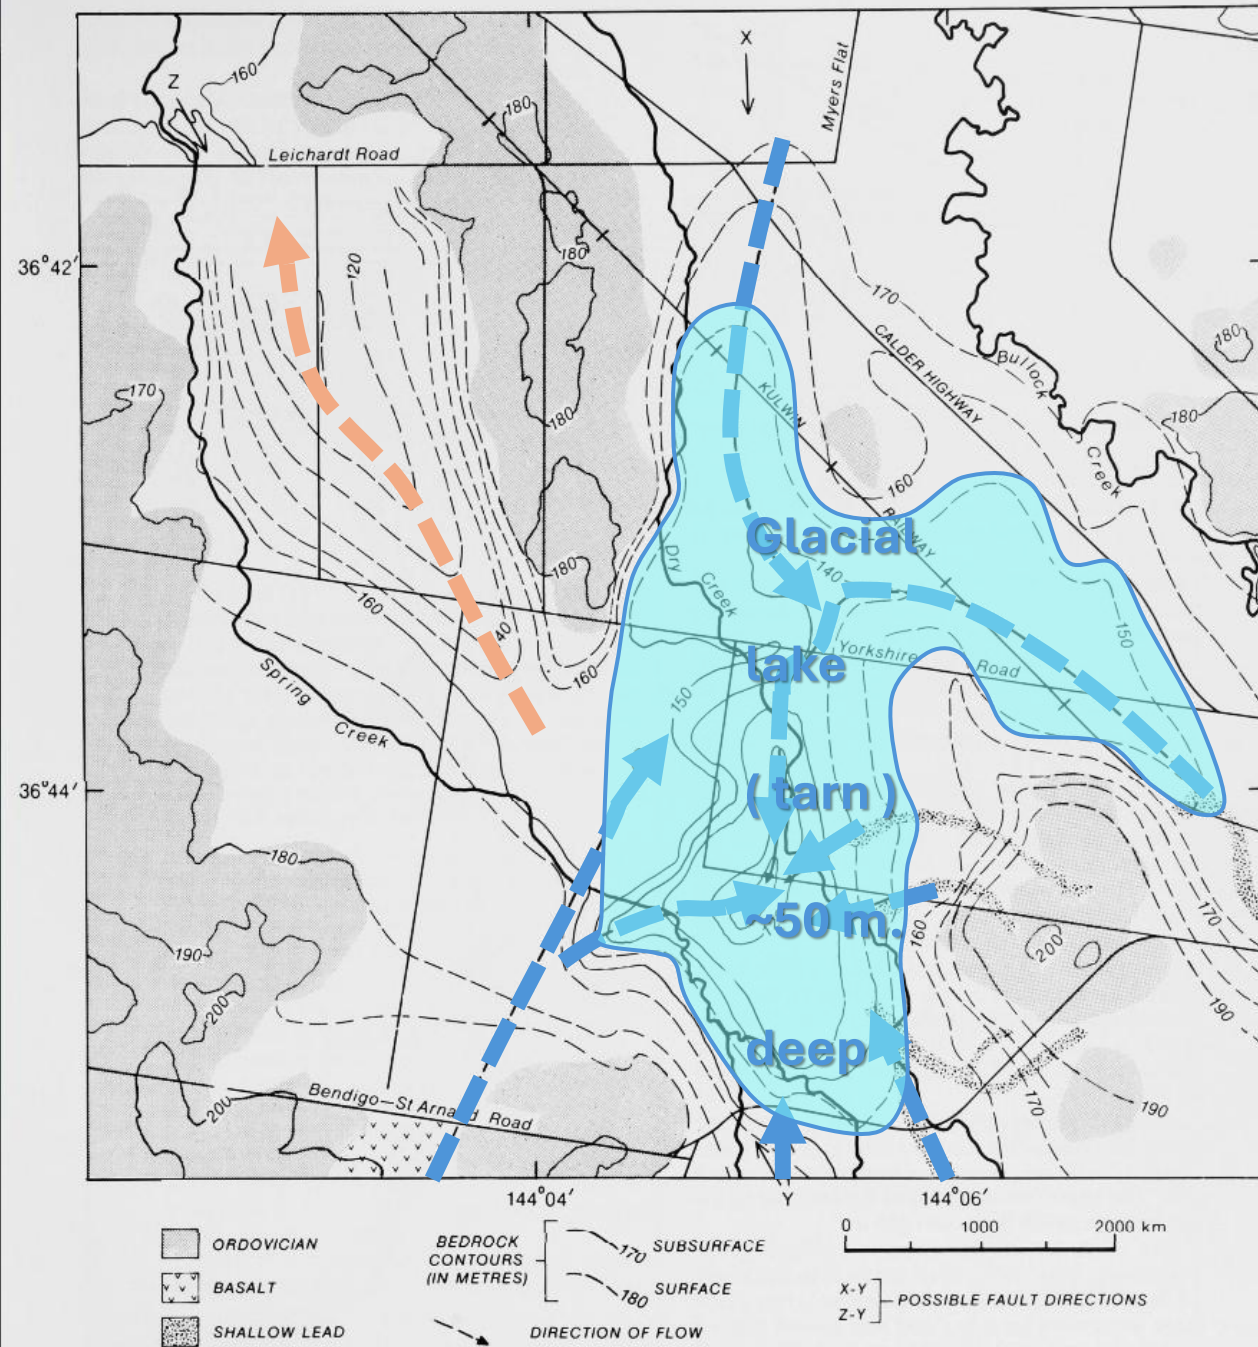 X
Myers Flat
Z
160
180
Leichardt Road
36°42'
120
180
170
CALDER HIGHWAY
Bullock
Creek
180
170
KULWIN
RAILWAY
180
180
160
Glacial
Dry
Creek
140
180
160
40
150
lake
Yorkshire
Road
160
Spring
Creek
150
36°44'
( tarn )
180
170
~50 m.
160
200
190
200
190
deep
Bendigo–St Arnaud Road
200
170
190
144°04'
Y
144°06'
ORDOVICIAN
BASALT
SHALLOW LEAD
BEDROCK
CONTOURS
(IN METRES)
170 SUBSURFACE
180 SURFACE
DIRECTION OF FLOW
0 1000 2000 km
X-Y
Z-Y
POSSIBLE FAULT DIRECTIONS